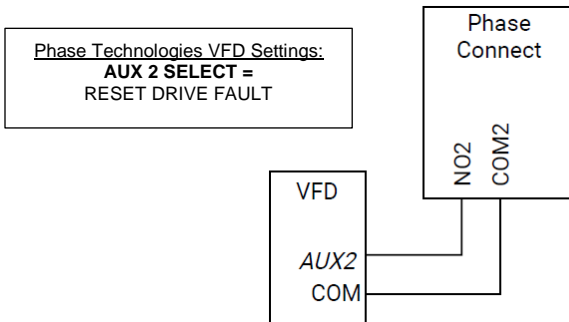 Phase Technologies VFD Settings:
AUX 2 SELECT =
RESET DRIVE FAULT
Phase
Connect
NO2
COM2
VFD
AUX2
COM